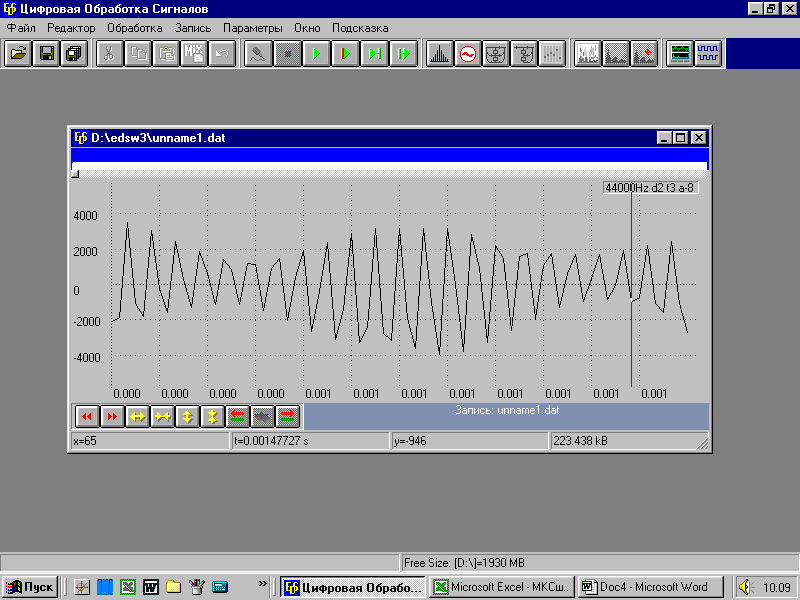 Цифровая Обработка Сигналов
Файл Редактор Обработка Запись Параметры Окно Подсказка
MiX
D:\edsw3\unname1.dat
44000Hz d2 t3 a-8
4000
2000
0
-2000
-4000
0.000 0.000 0.000 0.000 0.001 0.001 0.001 0.001 0.001 0.001 0.001 0.001
Запись: unname1.dat
x=65 t=0.00147727 s y=-946 223.438 kB
Free Size: [D:\]=1930 MB
Пуск » Цифровая Обрабо... Microsoft Excel - МКСш... Doc4 - Microsoft Word 10:09